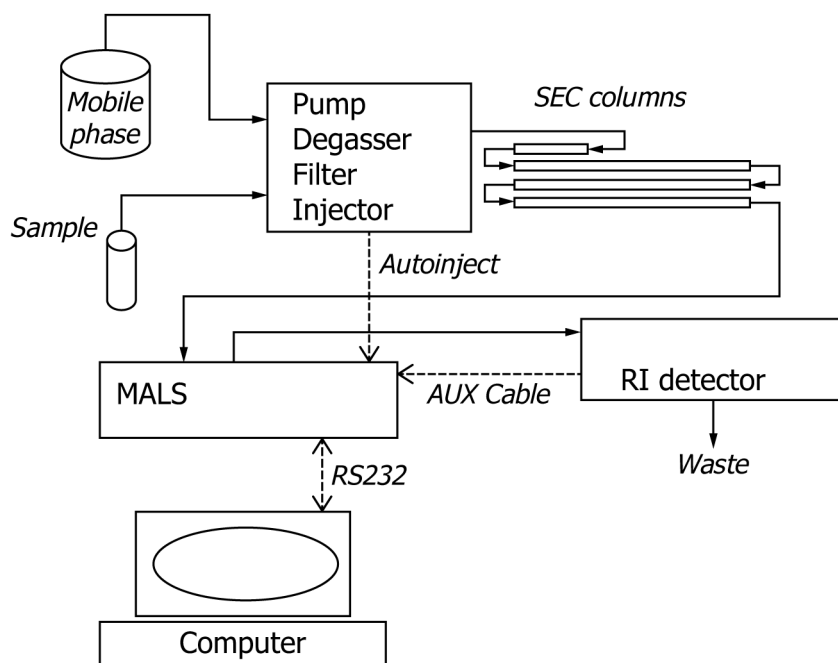 Mobile
phase
Pump
Degasser
Filter
Injector
SEC columns
Sample
Autoinject
MALS
AUX Cable
RI detector
Waste
RS232
Computer